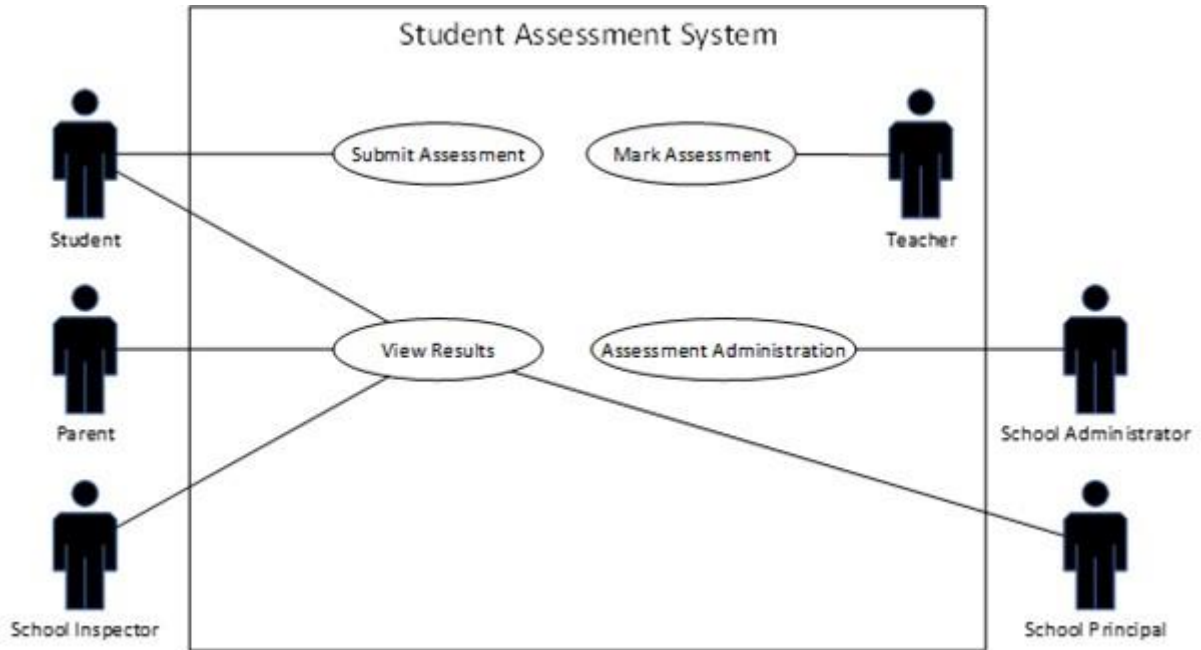 Student Assessment System
Submit Assessment
Mark Assessment
Student
Teacher
View Results
Assessment Administration
Parent
School Administrator
School Inspector
School Principal